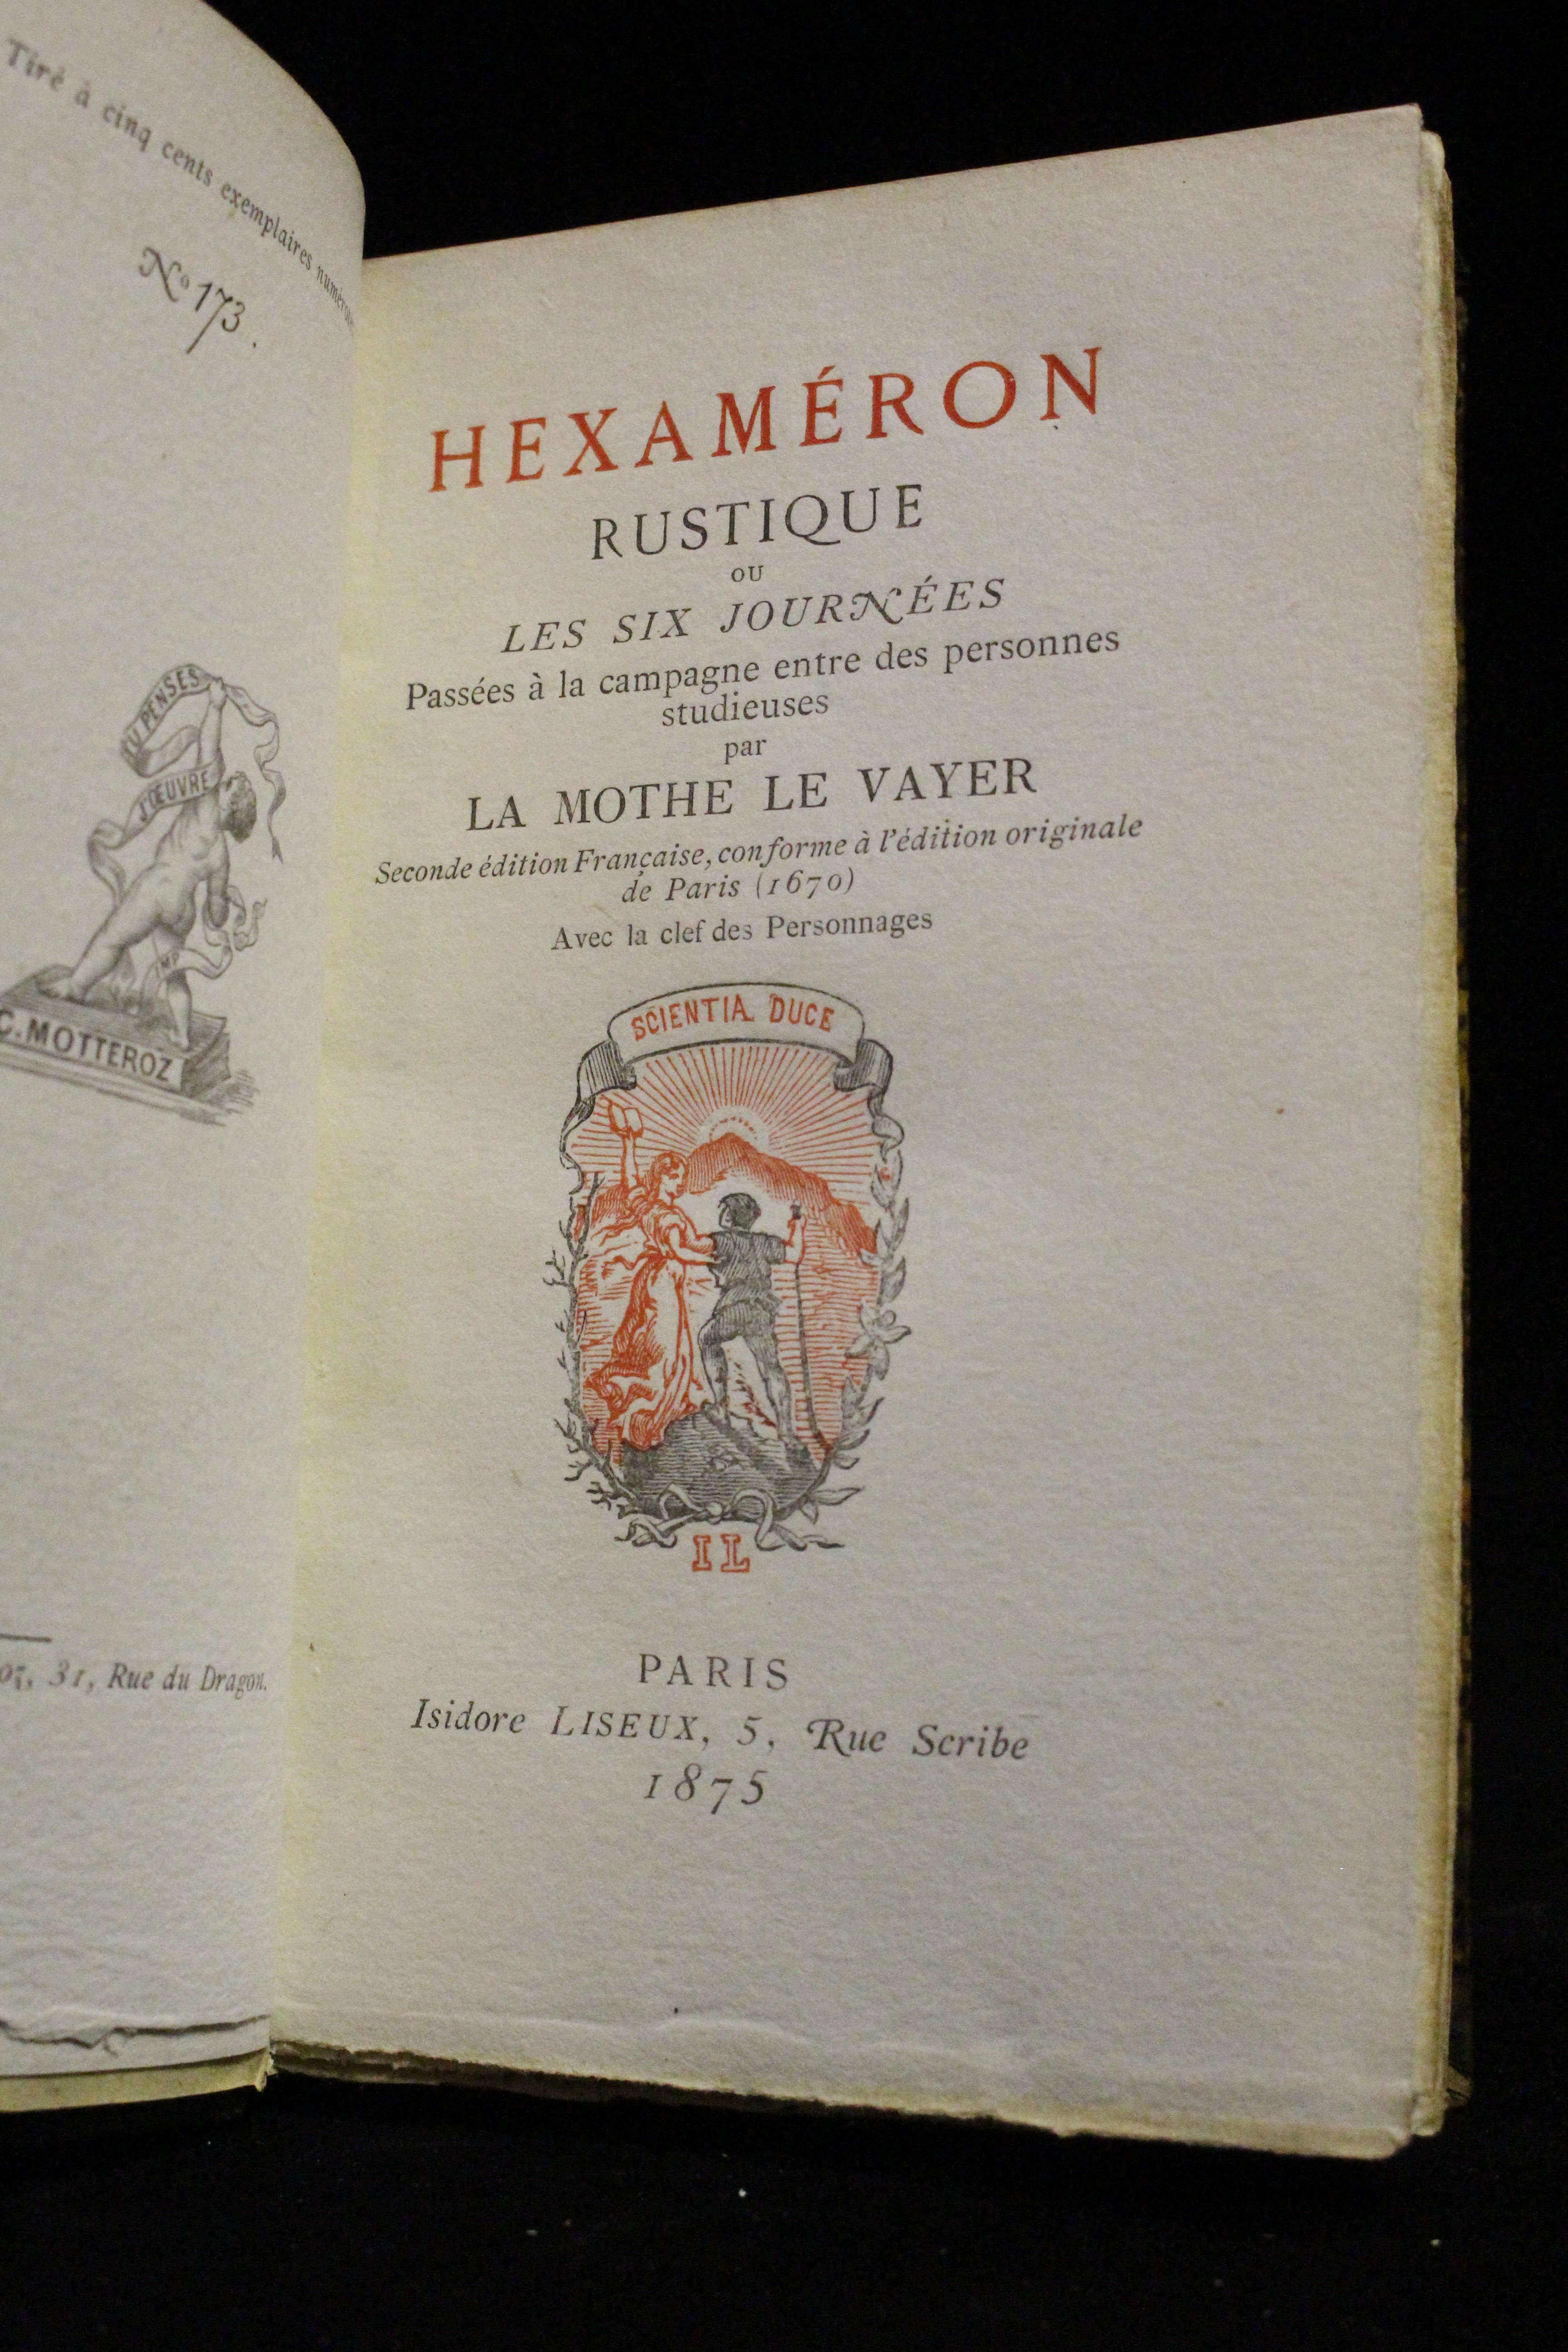 Tiré à cinq cents exemplaires
No 173.
TU PENSES
J'ŒUVRE
IMP
C. MOTTEROZ
31, Rue du Dragon.
HEXAMÉRON
RUSTIQUE
OU
LES SIX JOURNÉES
Passées à la campagne entre des personnes
studieuses
par
LA MOTHE LE VAYER
Seconde édition Française, conforme à l'édition originale
de Paris (1670)
Avec la clef des Personnages
SCIENTIA DUCE
IL
PARIS
Isidore LISEUX, 5, Rue Scribe
1875